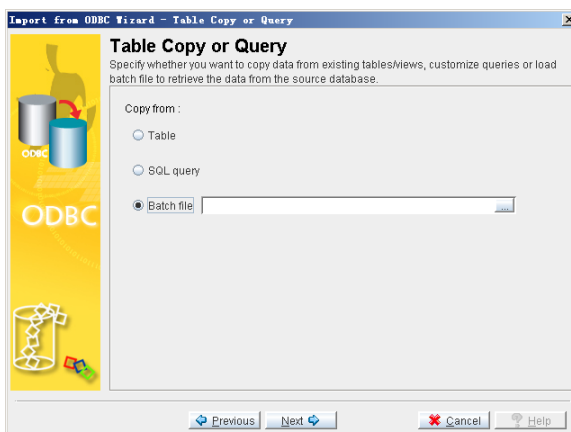 Import from ODBC Wizard - Table Copy or Query
Table Copy or Query
Specify whether you want to copy data from existing tables/views, customize queries or load
batch file to retrieve the data from the source database.
Copy from :
Table
SQL query
Batch file
...
ODBC
ODBC
Previous
Next
Cancel
Help